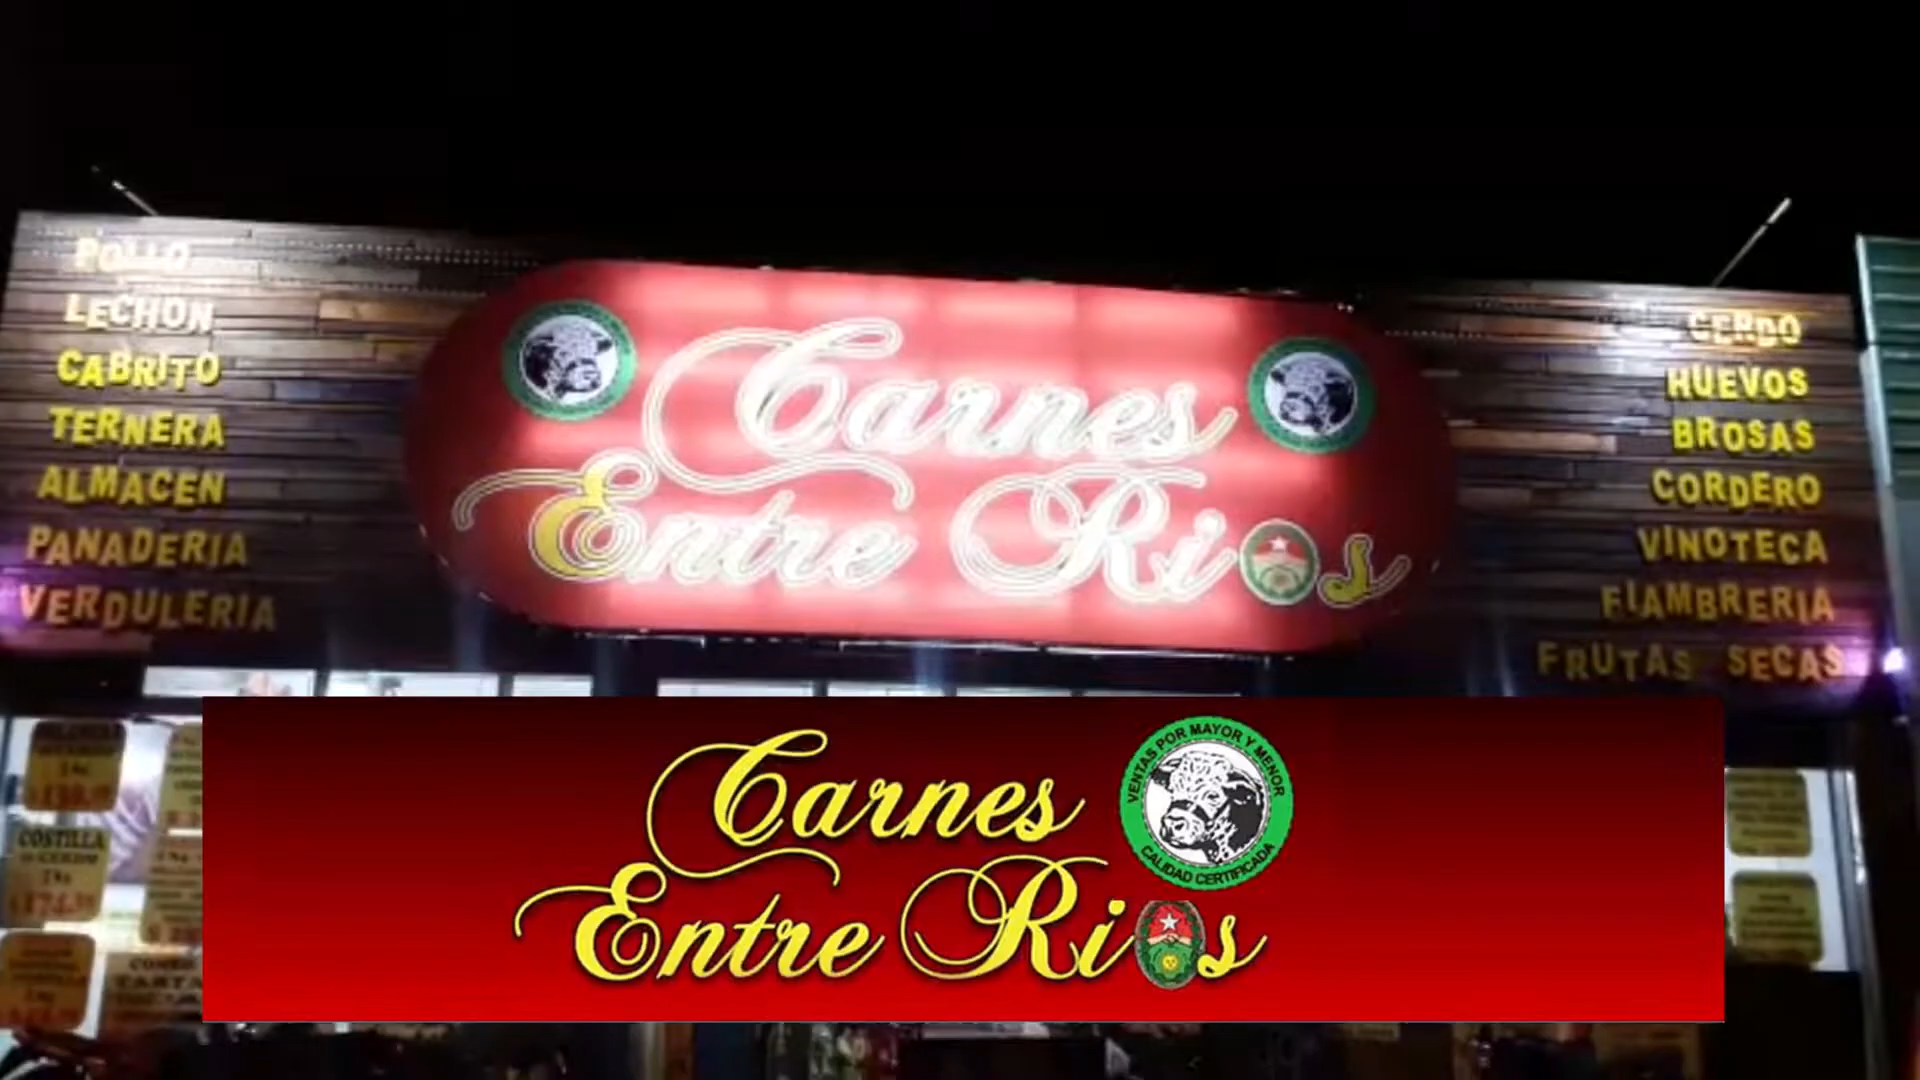 POLLO
LECHON
CABRITO
TERNERA
ALMACEN
PANADERIA
VERDULERIA
Carnes
Entre Rios
CERDO
HUEVOS
BROSAS
CORDERO
VINOTECA
FIAMBRERIA
FRUTAS SECAS
COSTILLA
Carnes
Entre Rios
VENTAS POR MAYOR Y MENOR
CALIDAD CERTIFICADA